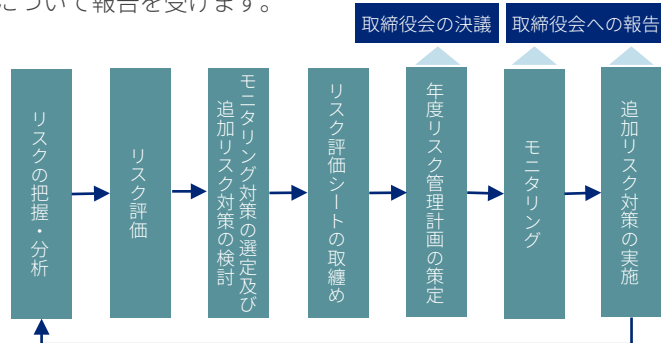 について報告を受けます。
取締役会の決議
取締役会への報告
リスクの把握・分析
リスク評価
モニタリング対策の選定及び
追加リスク対策の検討
リスク評価シートの取纏め
年度リスク管理計画の策定
モニタリング
追加リスク対策の実施